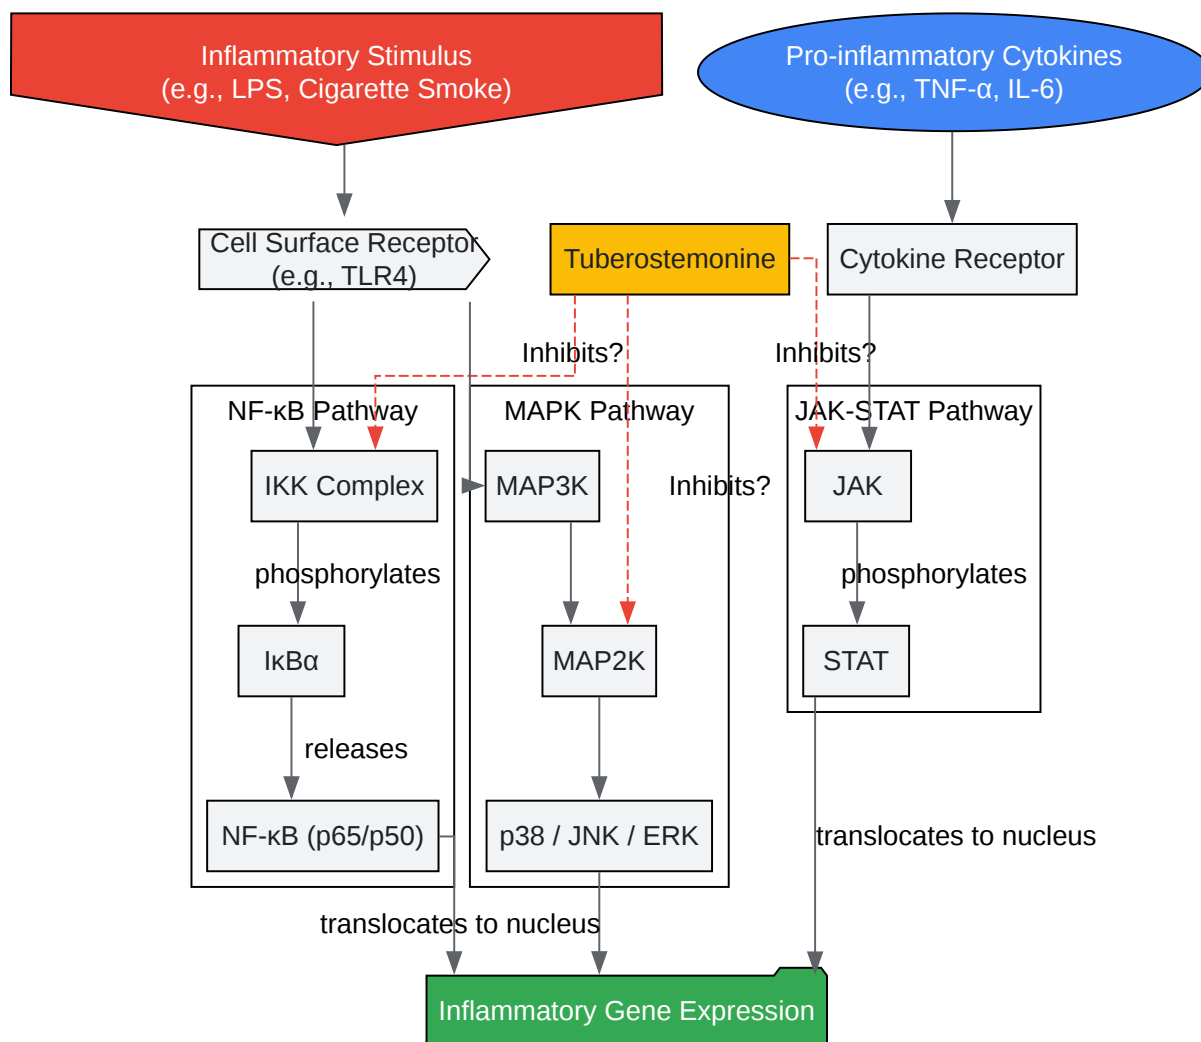 Inflammatory Stimulus
(e.g., LPS, Cigarette Smoke)
Pro-inflammatory Cytokines
(e.g., TNF-α, IL-6)
Cell Surface Receptor
(e.g., TLR4)
Tuberostemonine
Cytokine Receptor
Inhibits?
Inhibits?
NF-κB Pathway
MAPK Pathway
JAK-STAT Pathway
IKK Complex
MAP3K
Inhibits?
JAK
phosphorylates
phosphorylates
IκBα
MAP2K
STAT
releases
NF-κB (p65/p50)
p38 / JNK / ERK
translocates to nucleus
translocates to nucleus
Inflammatory Gene Expression